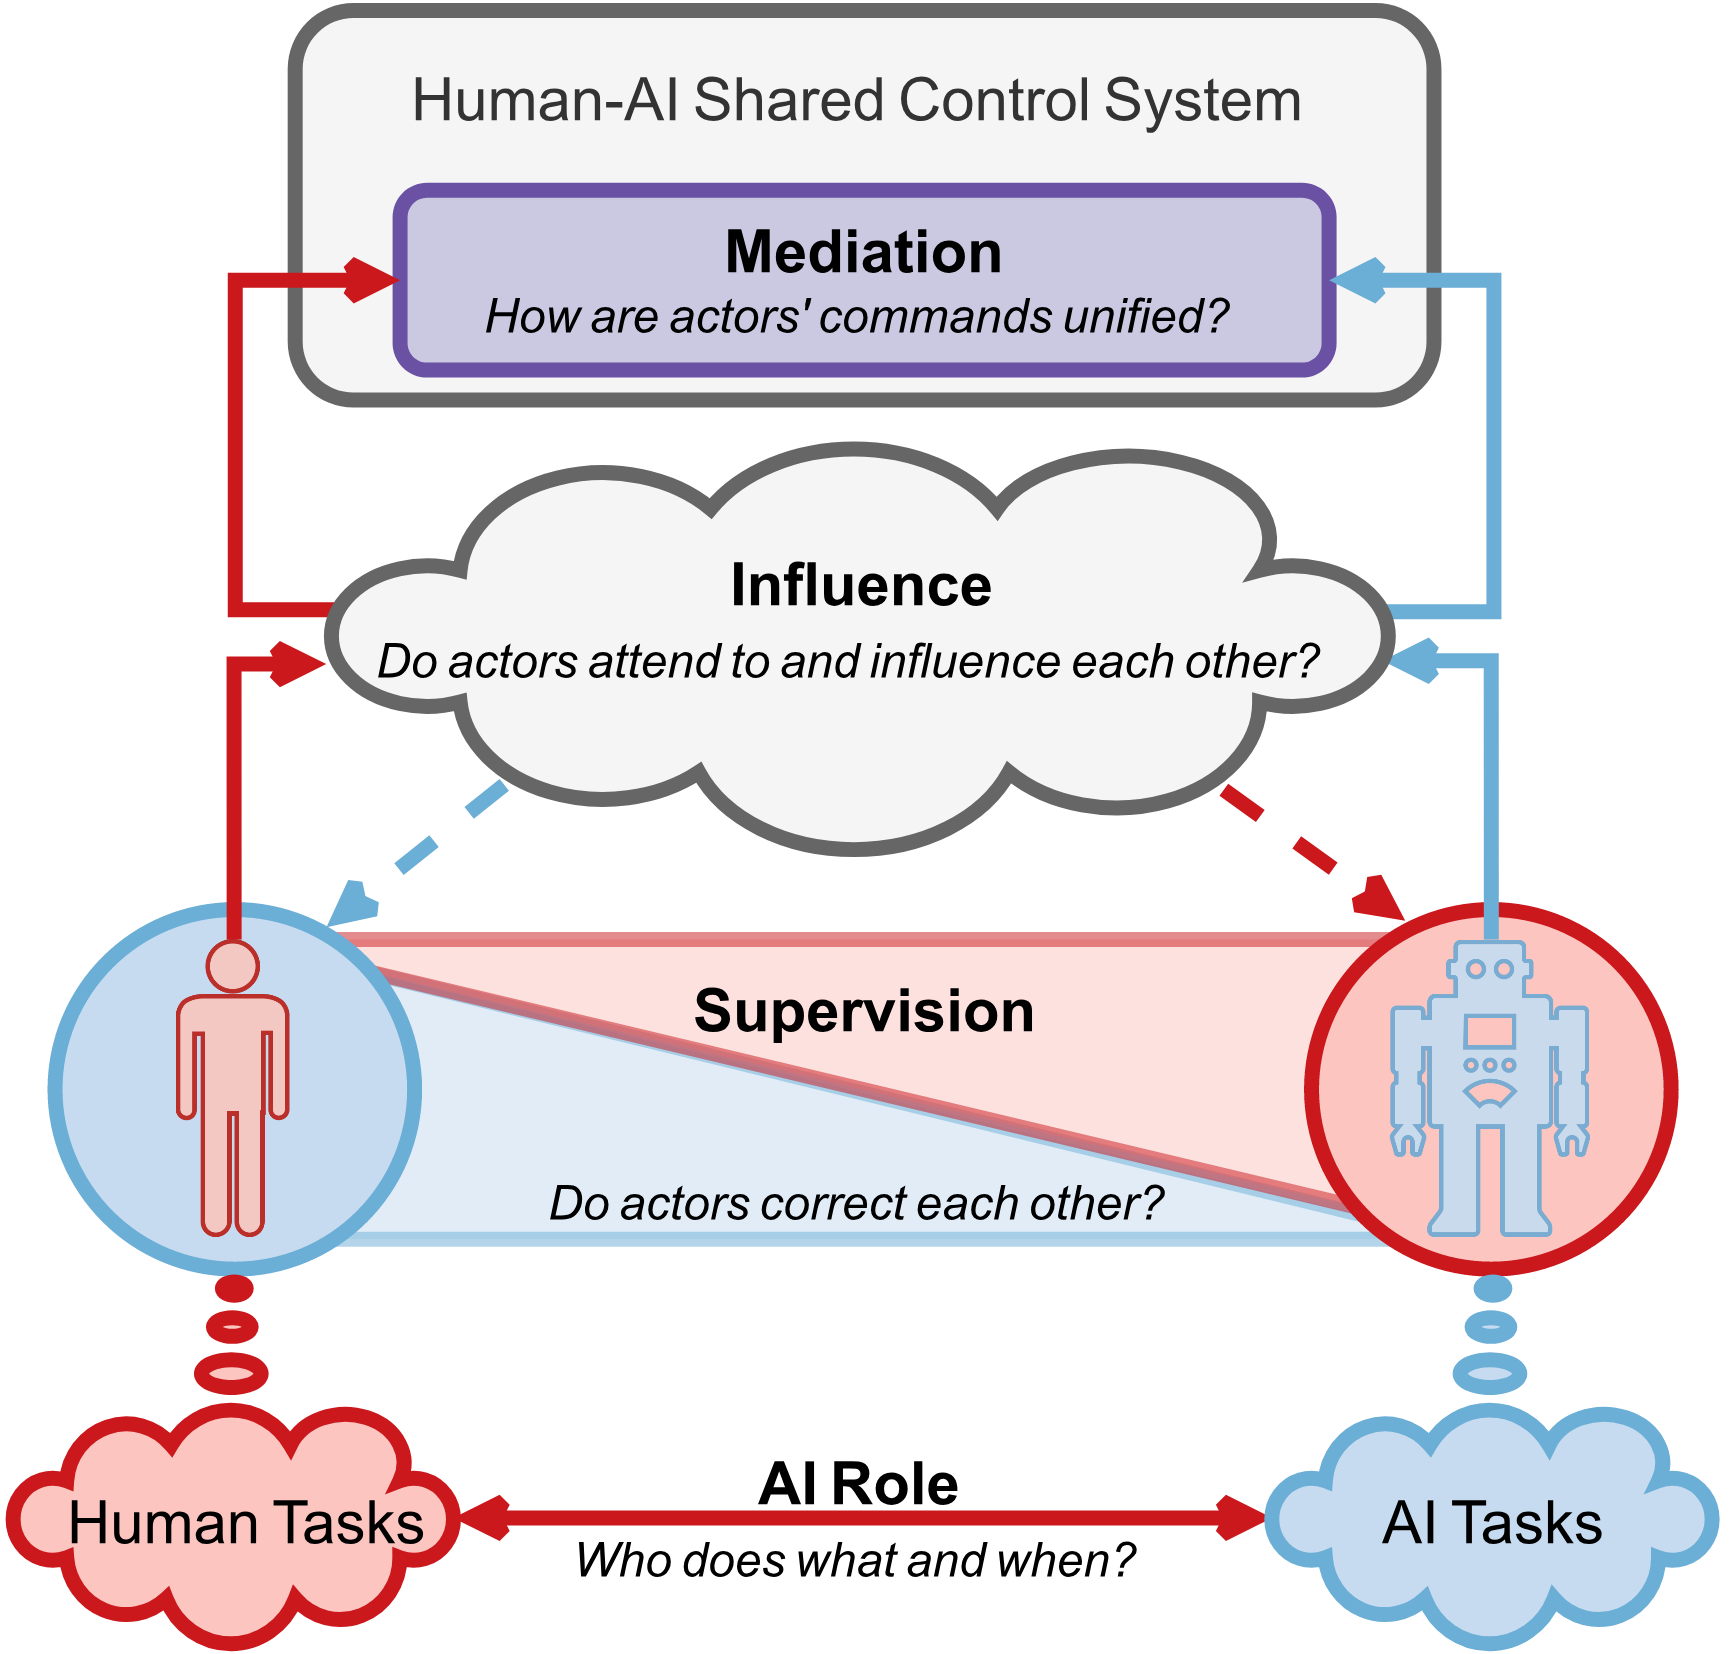 Human-AI Shared Control System
Mediation
How are actors' commands unified?
Influence
Do actors attend to and influence each other?
Supervision
Do actors correct each other?
AI Role
Human Tasks
AI Tasks
Who does what and when?